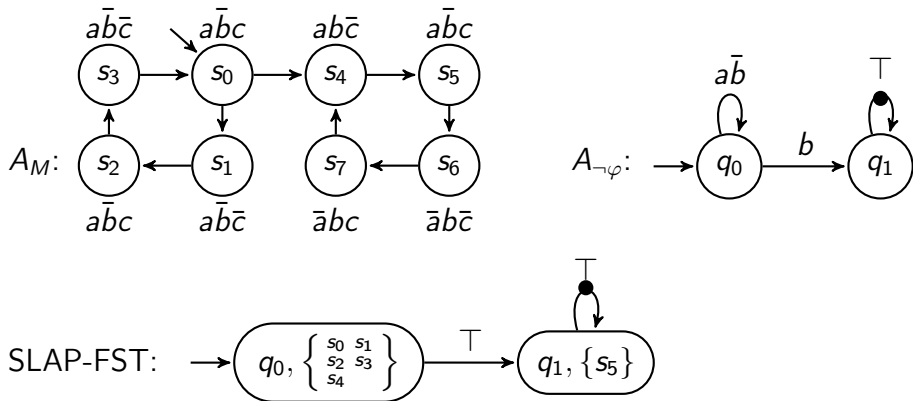 ab̄c̄ ab̄c ab̄c̄ āb̄c
s₃ s₀ s₄ s₅
A_M: s₂ s₁ s₇ s₆
ab̄c ab̄c̄ ābc āb̄c̄
ab̄ ⊤
A_¬φ: q₀ b q₁
SLAP-FST: q₀, { s₀ s₁ s₂ s₃ s₄ } ⊤ q₁, {s₅} ⊤